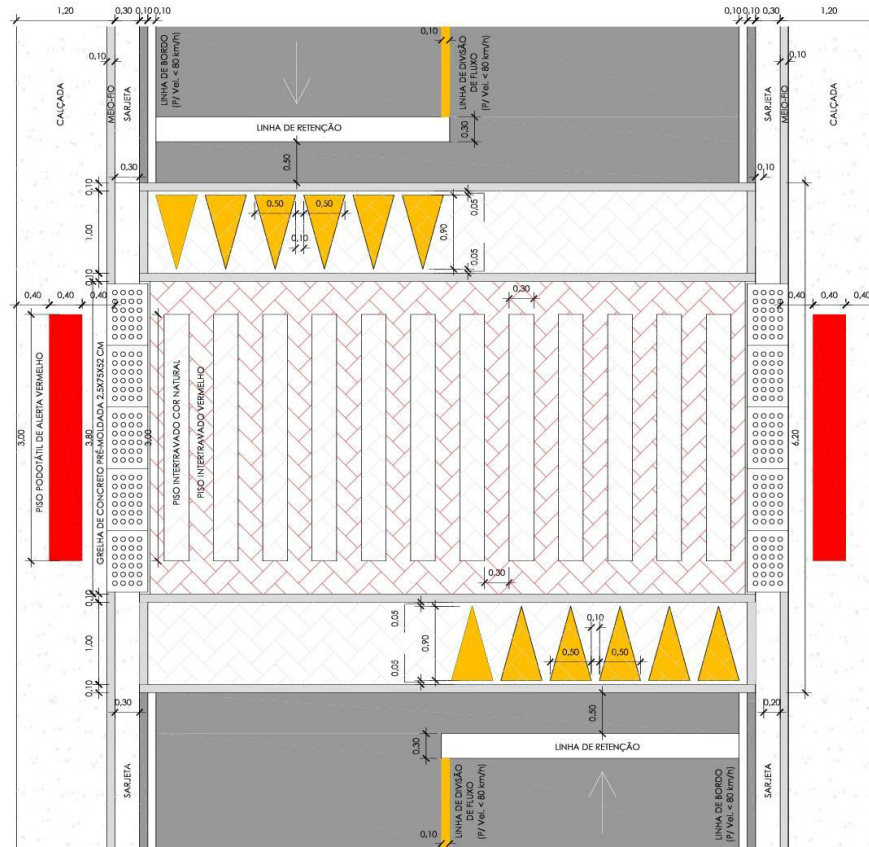 1,20
0,30
0,10
0,10
0,10
0,10
0,30
1,20
0,10
CALÇADA
MEIO-FIO
SARJETA
LINHA DE BORDO
(P/ Vel. < 80 km/h)
0,10
LINHA DE DIVISÃO
DE FLUXO
(P/ Vel. < 80 km/h)
SARJETA
MEIO-FIO
0,10
CALÇADA
LINHA DE RETENÇÃO
0,30
0,50
0,30
0,10
0,10
1,00
0,10
0,50
0,50
0,10
0,90
0,05
0,05
0,40
0,40
0,40
0,30
0,40
0,40
0,40
3,00
PISO PODOTÁTIL DE ALERTA VERMELHO
3,80
GRELHA DE CONCRETO PRÉ-MOLDADA 2,5X75X52 CM
3,00
PISO INTERTRAVADO COR NATURAL
PISO INTERTRAVADO VERMELHO
6,20
0,30
0,10
1,00
0,10
0,05
0,05
0,90
0,10
0,50
0,50
0,30
0,50
0,20
0,30
LINHA DE RETENÇÃO
SARJETA
0,10
LINHA DE DIVISÃO
DE FLUXO
(P/ Vel. < 80 km/h)
LINHA DE BORDO
(P/ Vel. < 80 km/h)
SARJETA